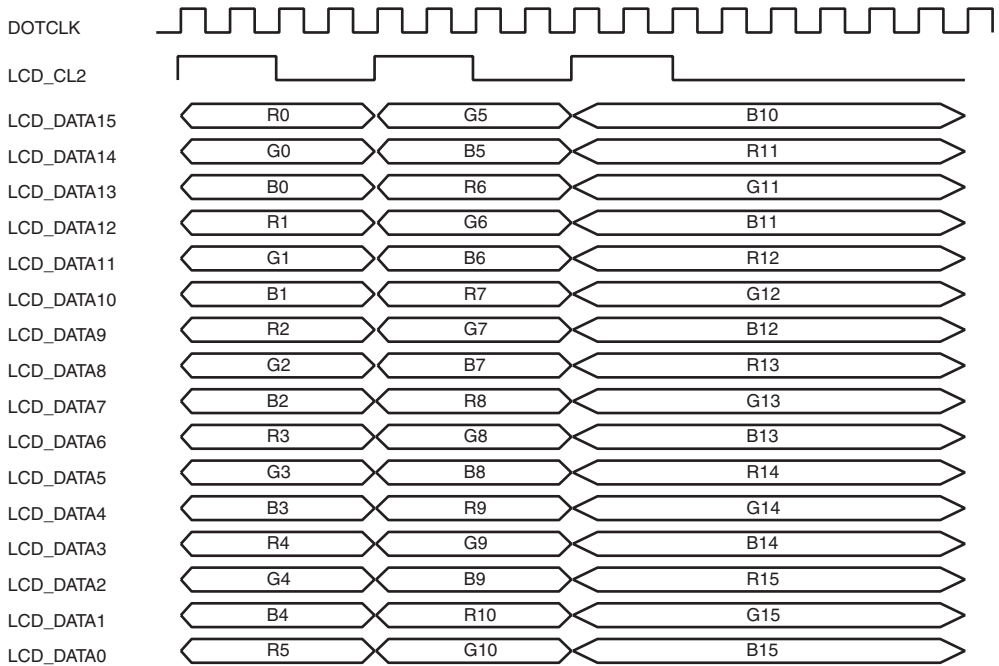 DOTCLK
LCD_CL2
LCD_DATA15 R0 G5 B10
LCD_DATA14 G0 B5 R11
LCD_DATA13 B0 R6 G11
LCD_DATA12 R1 G6 B11
LCD_DATA11 G1 B6 R12
LCD_DATA10 B1 R7 G12
LCD_DATA9 R2 G7 B12
LCD_DATA8 G2 B7 R13
LCD_DATA7 B2 R8 G13
LCD_DATA6 R3 G8 B13
LCD_DATA5 G3 B8 R14
LCD_DATA4 B3 R9 G14
LCD_DATA3 R4 G9 B14
LCD_DATA2 G4 B9 R15
LCD_DATA1 B4 R10 G15
LCD_DATA0 R5 G10 B15